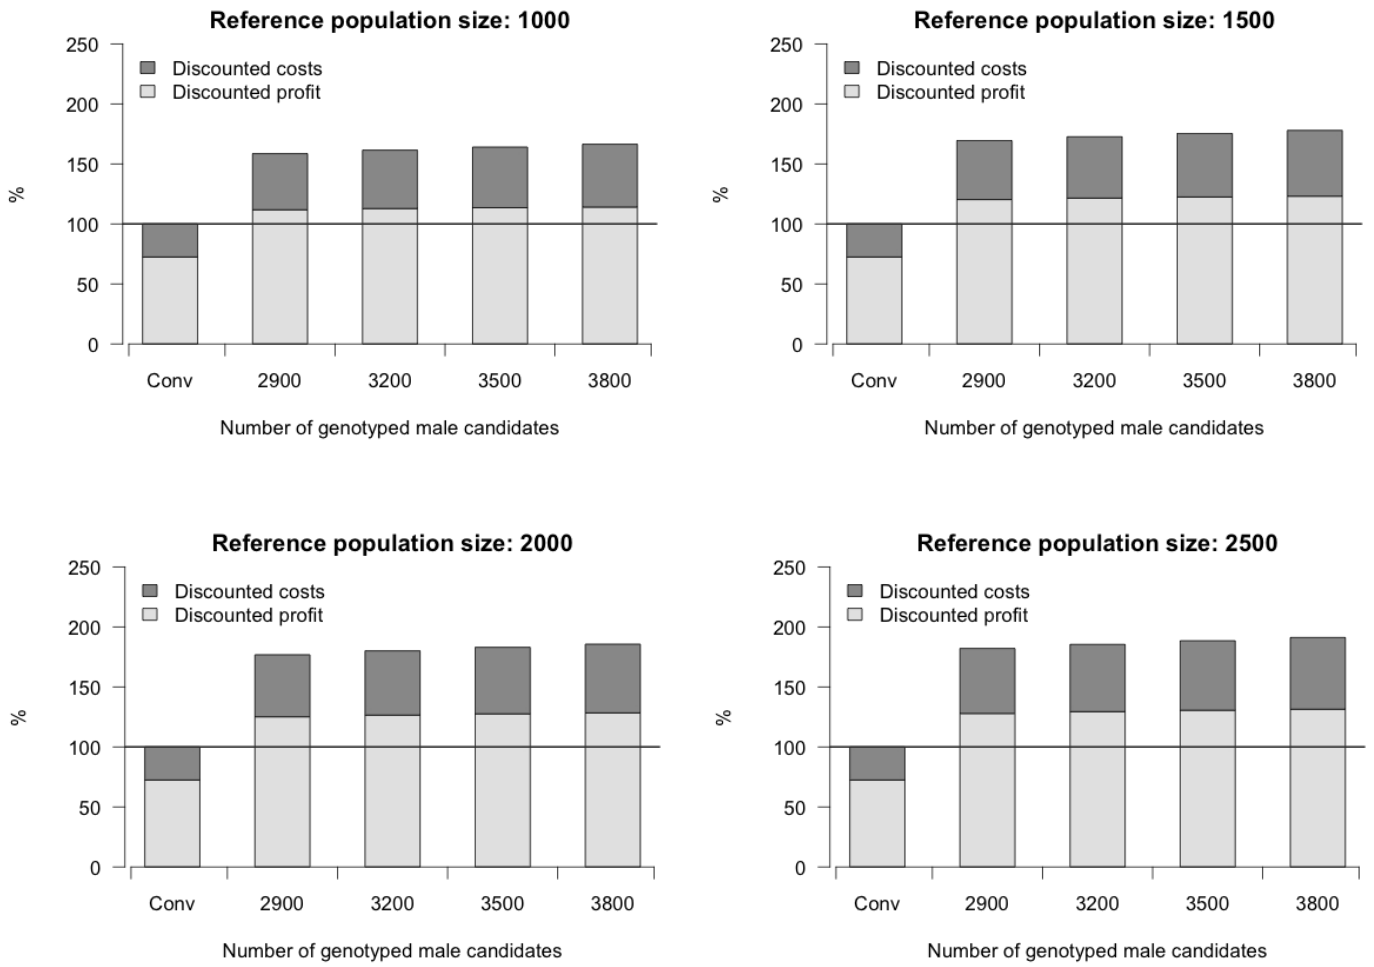 Reference population size: 1000
250
200
150
100
50
0
%
Discounted costs
Discounted profit
Conv 2900 3200 3500 3800
Number of genotyped male candidates
Reference population size: 1500
250
200
150
100
50
0
%
Discounted costs
Discounted profit
Conv 2900 3200 3500 3800
Number of genotyped male candidates
Reference population size: 2000
250
200
150
100
50
0
%
Discounted costs
Discounted profit
Conv 2900 3200 3500 3800
Number of genotyped male candidates
Reference population size: 2500
250
200
150
100
50
0
%
Discounted costs
Discounted profit
Conv 2900 3200 3500 3800
Number of genotyped male candidates